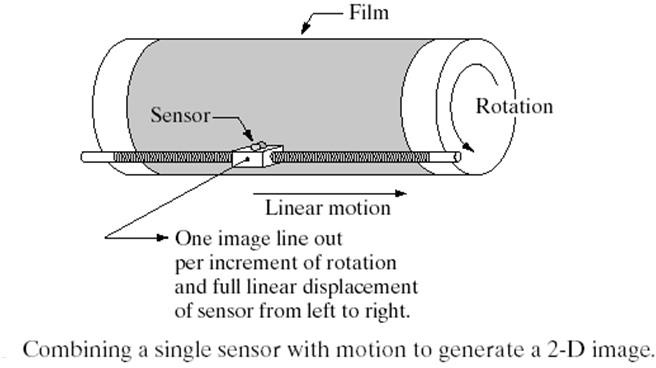 Film
Sensor
Rotation
Linear motion
One image line out
per increment of rotation
and full linear displacement
of sensor from left to right.
Combining a single sensor with motion to generate a 2-D image.